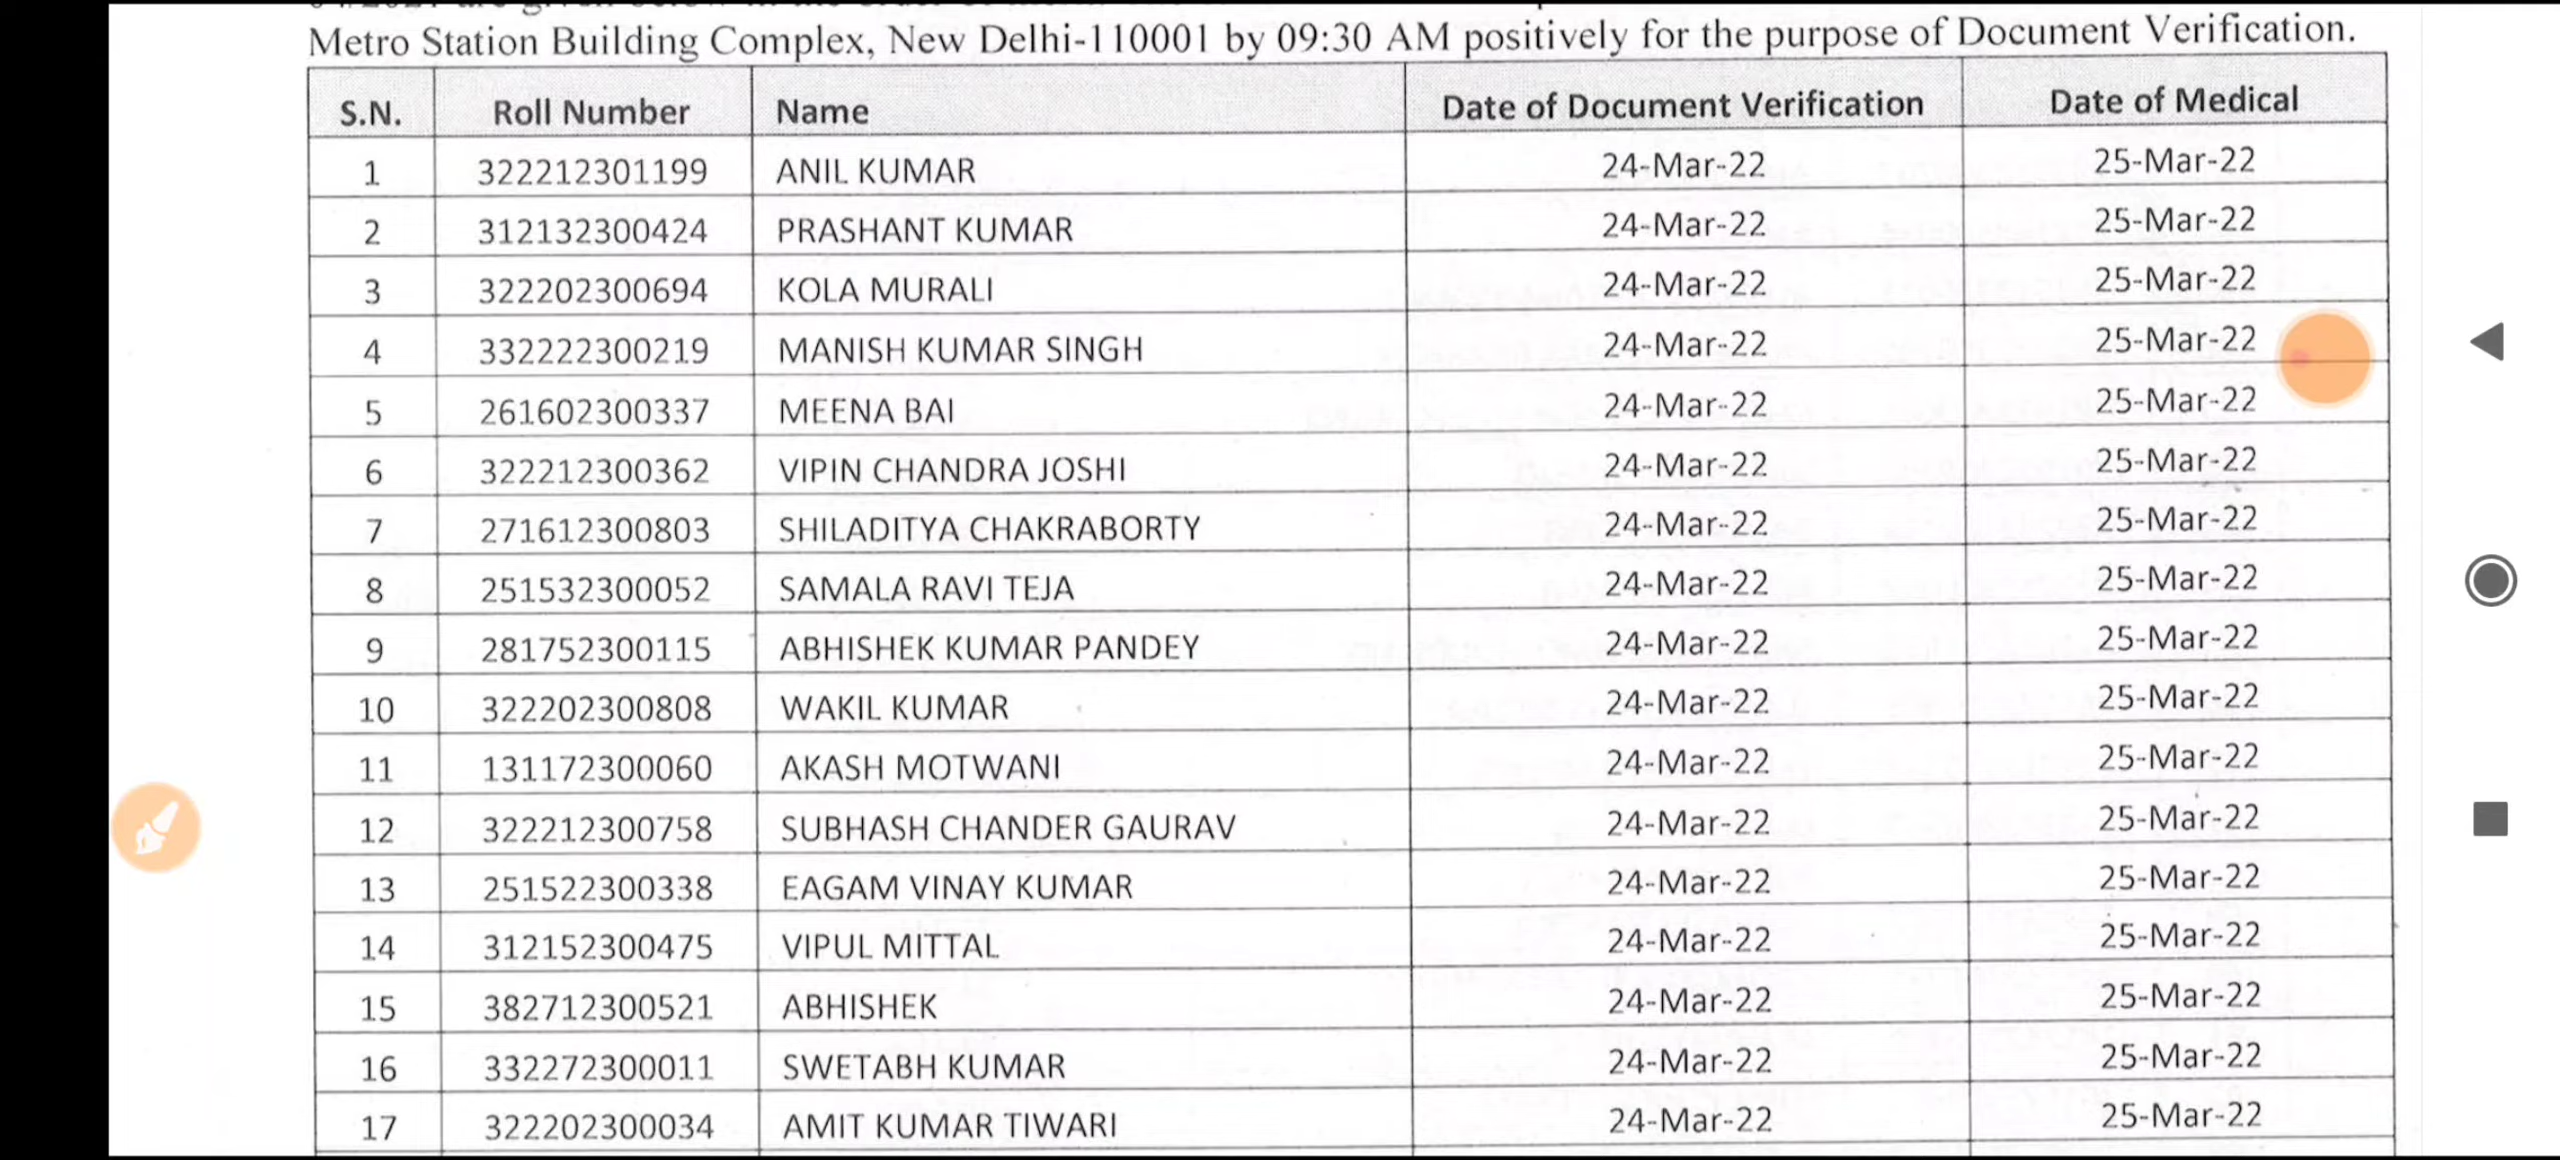 Metro Station Building Complex, New Delhi-110001 by 09:30 AM positively for the purpose of Document Verification.
S.N. Roll Number Name Date of Document Verification Date of Medical
1 322212301199 ANIL KUMAR 24-Mar-22 25-Mar-22
2 312132300424 PRASHANT KUMAR 24-Mar-22 25-Mar-22
3 322202300694 KOLA MURALI 24-Mar-22 25-Mar-22
4 332222300219 MANISH KUMAR SINGH 24-Mar-22 25-Mar-22
5 261602300337 MEENA BAI 24-Mar-22 25-Mar-22
6 322212300362 VIPIN CHANDRA JOSHI 24-Mar-22 25-Mar-22
7 271612300803 SHILADITYA CHAKRABORTY 24-Mar-22 25-Mar-22
8 251532300052 SAMALA RAVI TEJA 24-Mar-22 25-Mar-22
9 281752300115 ABHISHEK KUMAR PANDEY 24-Mar-22 25-Mar-22
10 322202300808 WAKIL KUMAR 24-Mar-22 25-Mar-22
11 131172300060 AKASH MOTWANI 24-Mar-22 25-Mar-22
12 322212300758 SUBHASH CHANDER GAURAV 24-Mar-22 25-Mar-22
13 251522300338 EAGAM VINAY KUMAR 24-Mar-22 25-Mar-22
14 312152300475 VIPUL MITTAL 24-Mar-22 25-Mar-22
15 382712300521 ABHISHEK 24-Mar-22 25-Mar-22
16 332272300011 SWETABH KUMAR 24-Mar-22 25-Mar-22
17 322202300034 AMIT KUMAR TIWARI 24-Mar-22 25-Mar-22